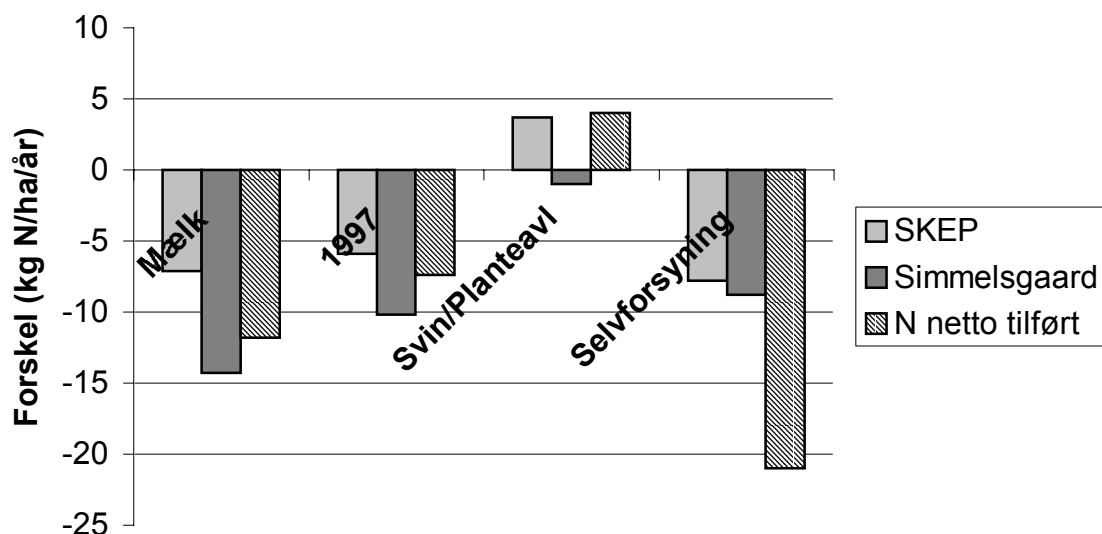 10
5
0
-5
-10
-15
-20
-25
Forskel (kg N/ha/år)
Mælk
1997
Svin/Planteavl
Selvforsyning
SKEP
Simmelsgaard
N netto tilført